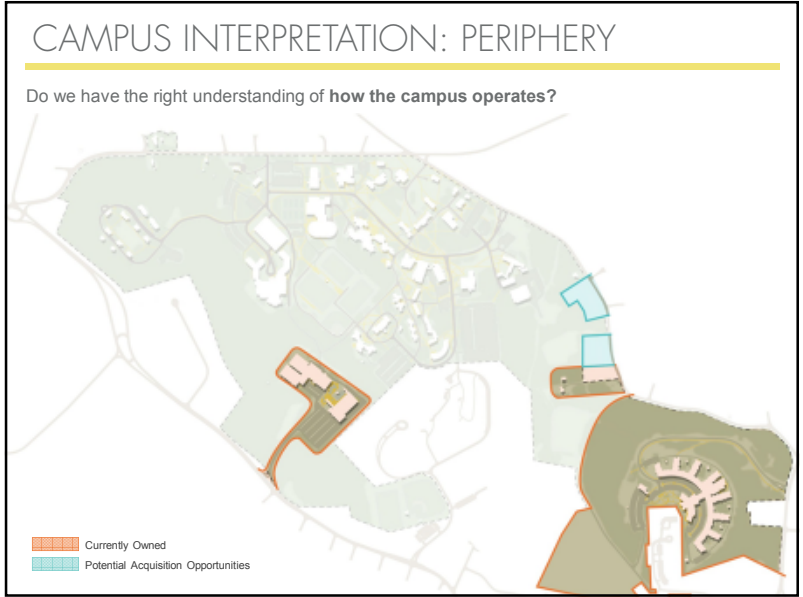 CAMPUS INTERPRETATION: PERIPHERY
Do we have the right understanding of how the campus operates?
Currently Owned
Potential Acquisition Opportunities